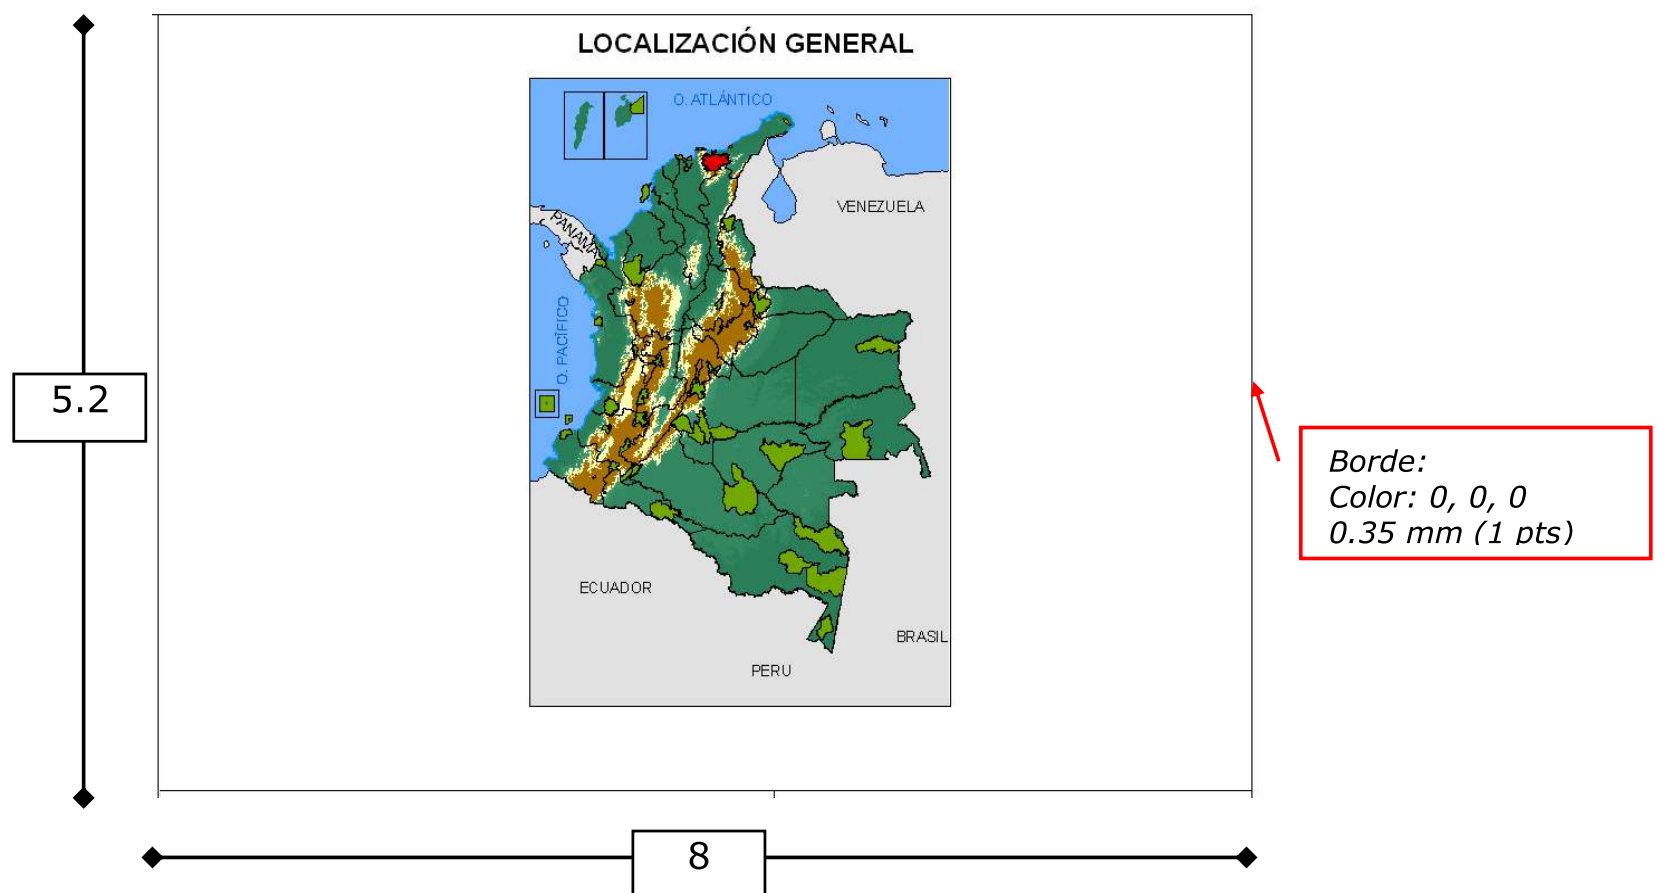 LOCALIZACIÓN GENERAL
O. ATLÁNTICO
VENEZUELA
PANAMA
O. PACÍFICO
5.2
Borde:
Color: 0, 0, 0
0.35 mm (1 pts)
ECUADOR
BRASIL
PERU
8